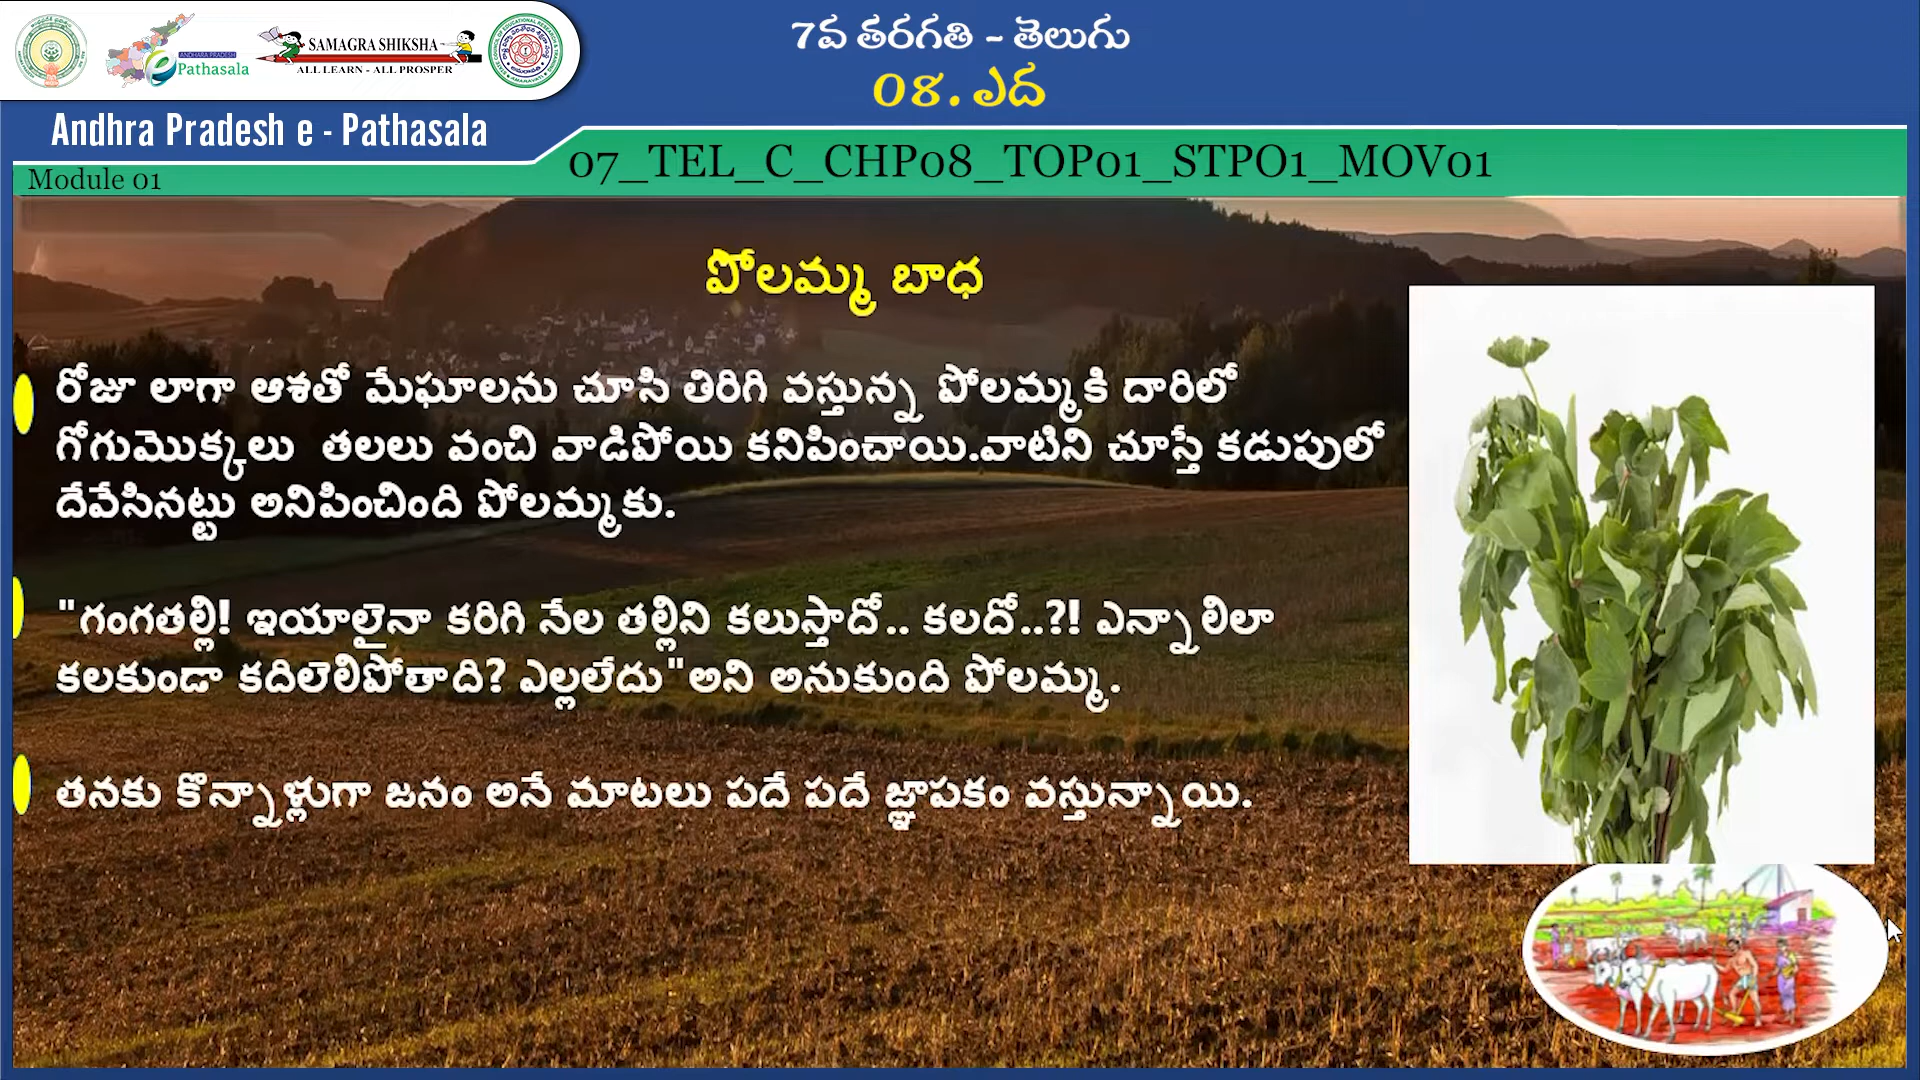 ANDHRA PRADESH
e Pathasala
SAMAGRA SHIKSHA
ALL LEARN - ALL PROSPER
7వ తరగతి - తెలుగు
08. ఎద
Andhra Pradesh e - Pathasala
07_TEL_C_CHP08_TOP01_STPO1_MOV01
Module 01
పోలమ్మ బాధ
రోజూ లాగా ఆశతో మేఘాలను చూసి తిరిగి వస్తున్న పోలమ్మకి దారిలో
గోగుమొక్కలు తలలు వంచి వాడిపోయి కనిపించాయి.వాటిని చూస్తే కడుపులో
దేవేసినట్టు అనిపించింది పోలమ్మకు.
"గంగతల్లి! ఇయాలైనా కరిగి నేల తల్లిని కలుస్తాదో.. కలదో..?! ఎన్నాలిలా
కలకుండా కదిలెలిపోతాది? ఎల్లలేదు"అని అనుకుంది పోలమ్మ.
తనకు కొన్నాళ్లుగా జనం అనే మాటలు పదే పదే జ్ఞాపకం వస్తున్నాయి.